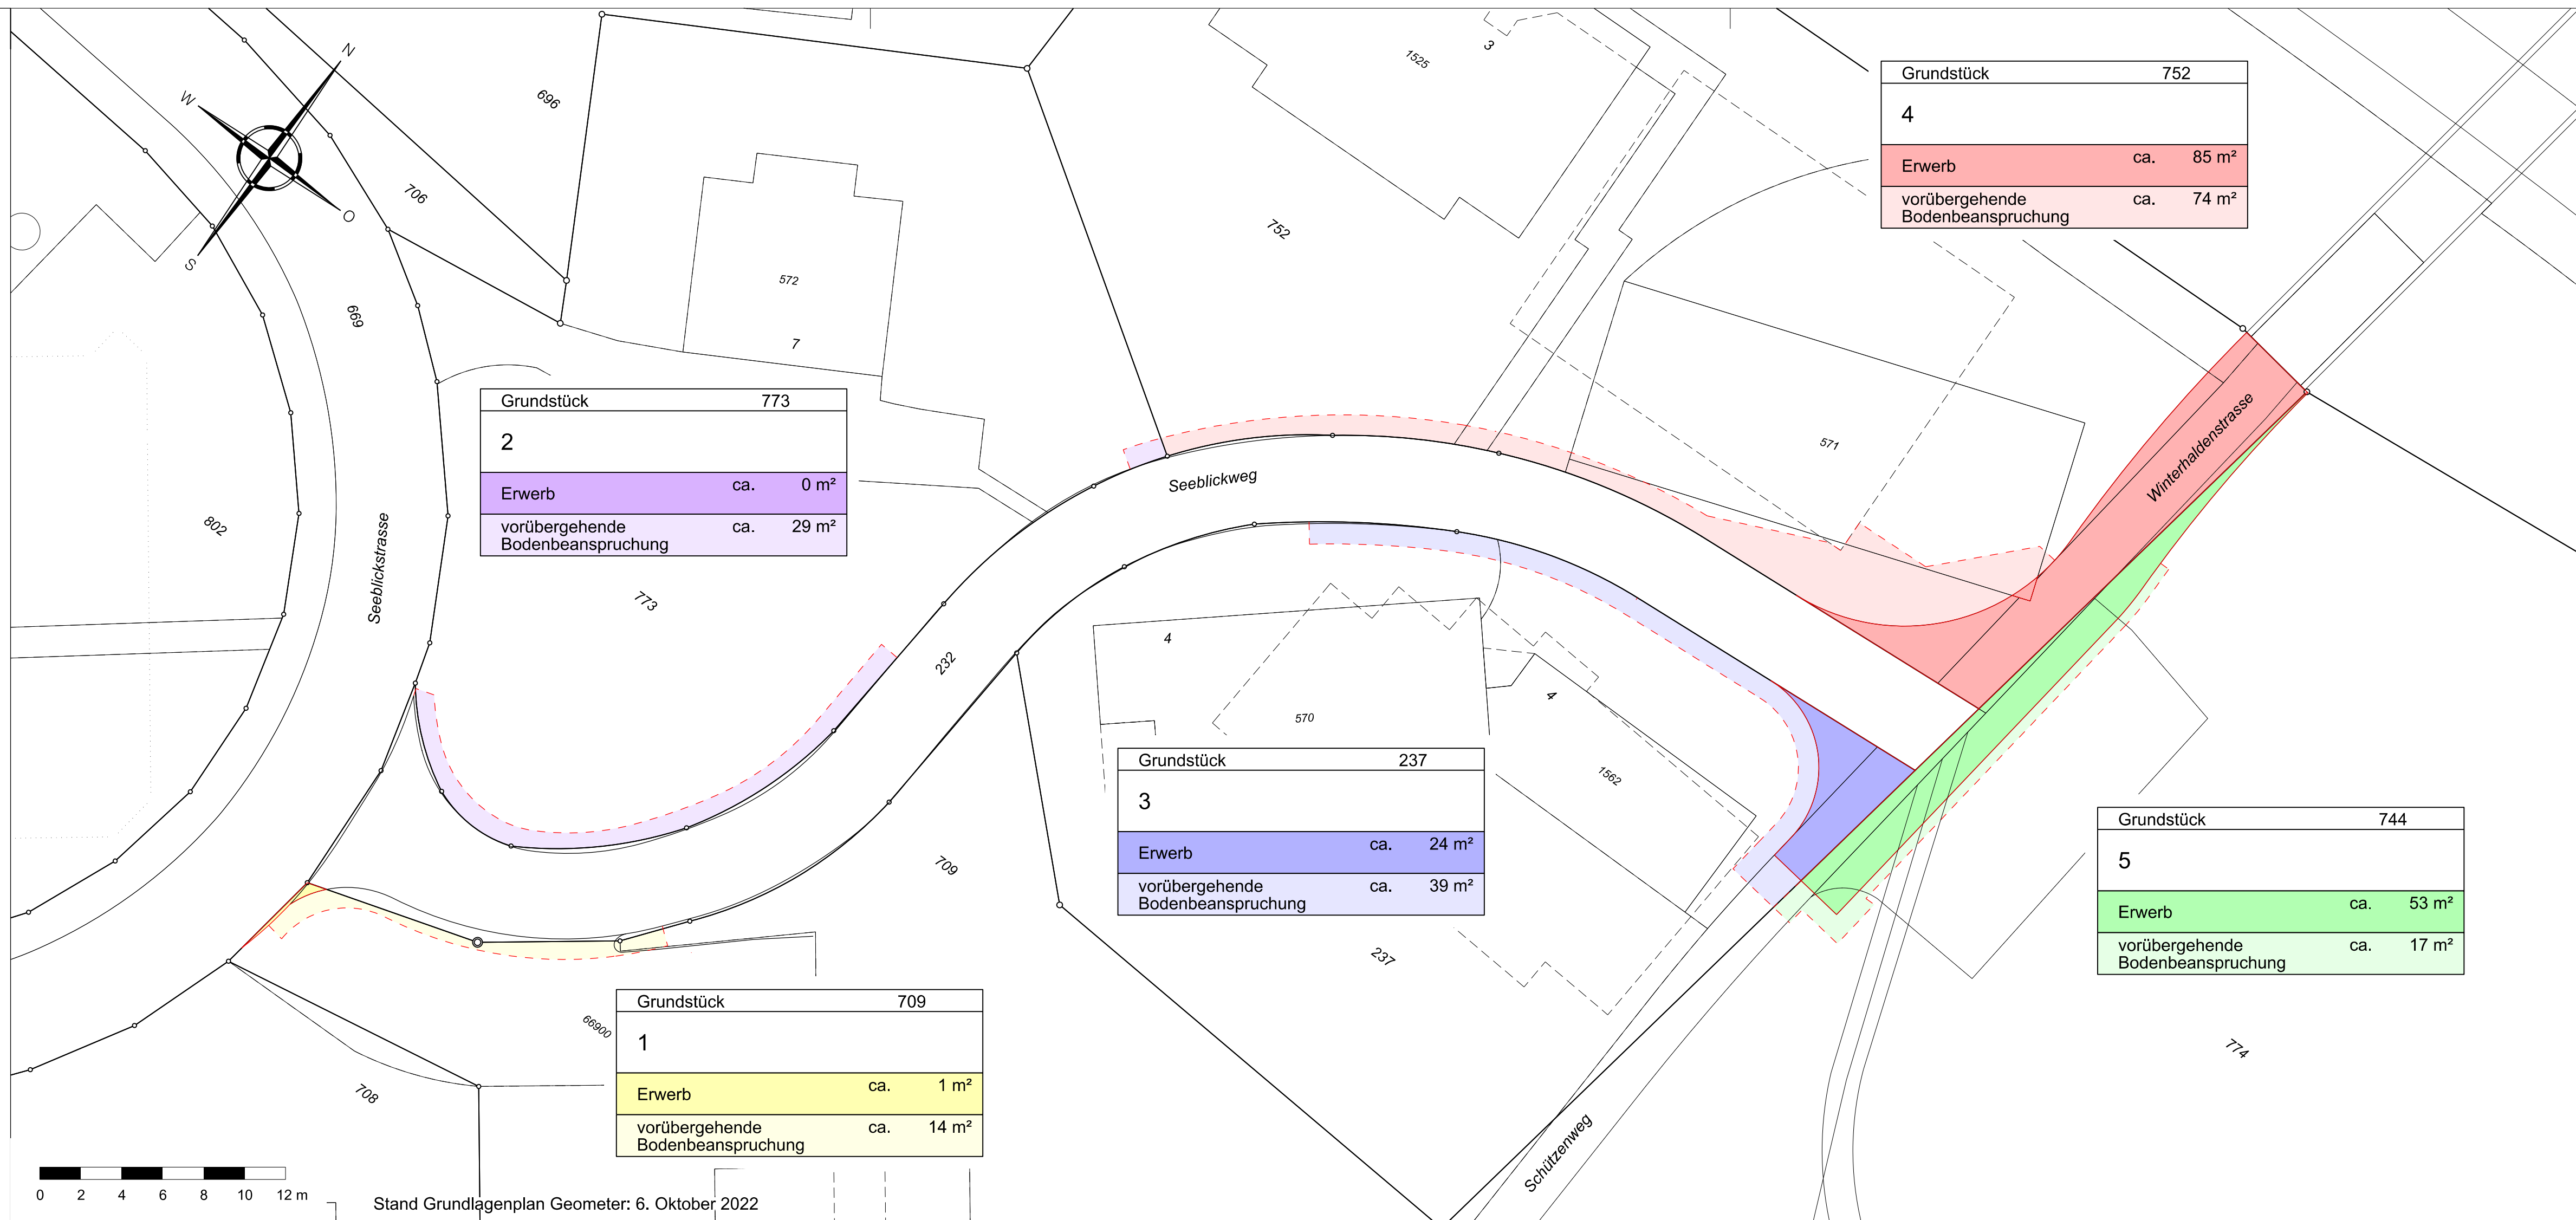 N
W
O
S
696
706
669
802
Seeblickstrasse
572
7
1525
3
752
Grundstück 752
4
Erwerb ca. 85 m²
vorübergehende
Bodenbeanspruchung ca. 74 m²
Grundstück 773
2
Erwerb ca. 0 m²
vorübergehende
Bodenbeanspruchung ca. 29 m²
773
Seeblickweg
571
Winterhaldenstrasse
232
4
570
4
1562
709
Grundstück 237
3
Erwerb ca. 24 m²
vorübergehende
Bodenbeanspruchung ca. 39 m²
237
Grundstück 744
5
Erwerb ca. 53 m²
vorübergehende
Bodenbeanspruchung ca. 17 m²
774
66900
Grundstück 709
1
Erwerb ca. 1 m²
vorübergehende
Bodenbeanspruchung ca. 14 m²
708
Schützenweg
0 2 4 6 8 10 12 m
Stand Grundlagenplan Geometer: 6. Oktober 2022